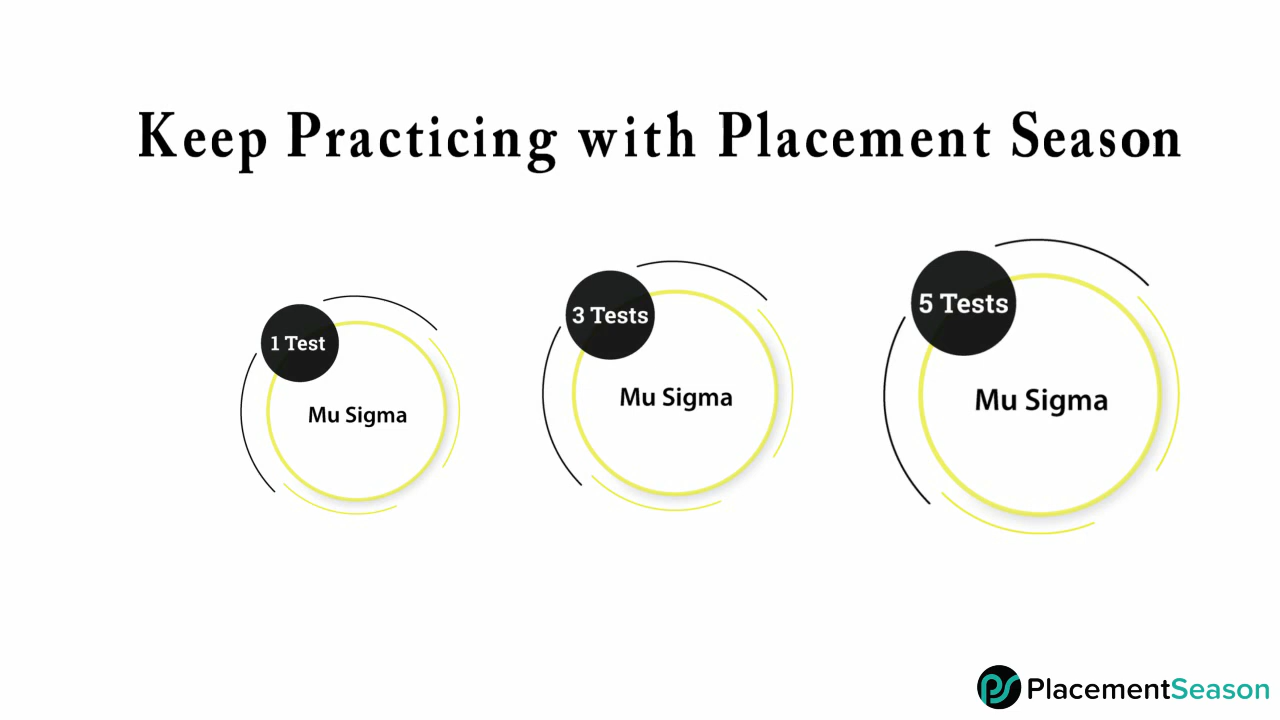 Keep Practicing with Placement Season
1 Test
Mu Sigma
3 Tests
Mu Sigma
5 Tests
Mu Sigma
PlacementSeason